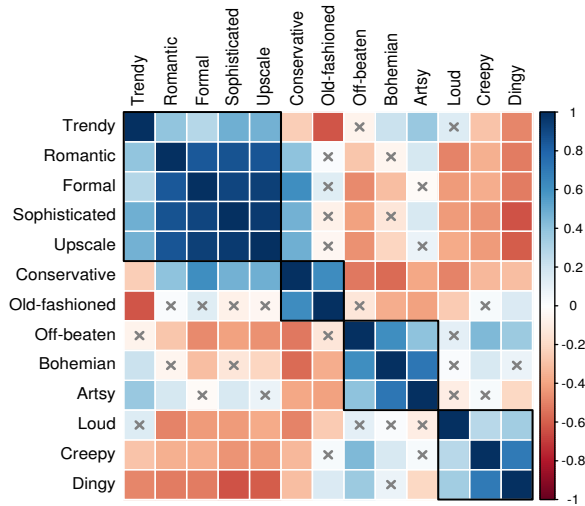 Trendy
Romantic
Formal
Sophisticated
Upscale
Conservative
Old-fashioned
Off-beaten
Bohemian
Artsy
Loud
Creepy
Dingy
Trendy
Romantic
Formal
Sophisticated
Upscale
Conservative
Old-fashioned
Off-beaten
Bohemian
Artsy
Loud
Creepy
Dingy
1
0.8
0.6
0.4
0.2
0
-0.2
-0.4
-0.6
-0.8
-1